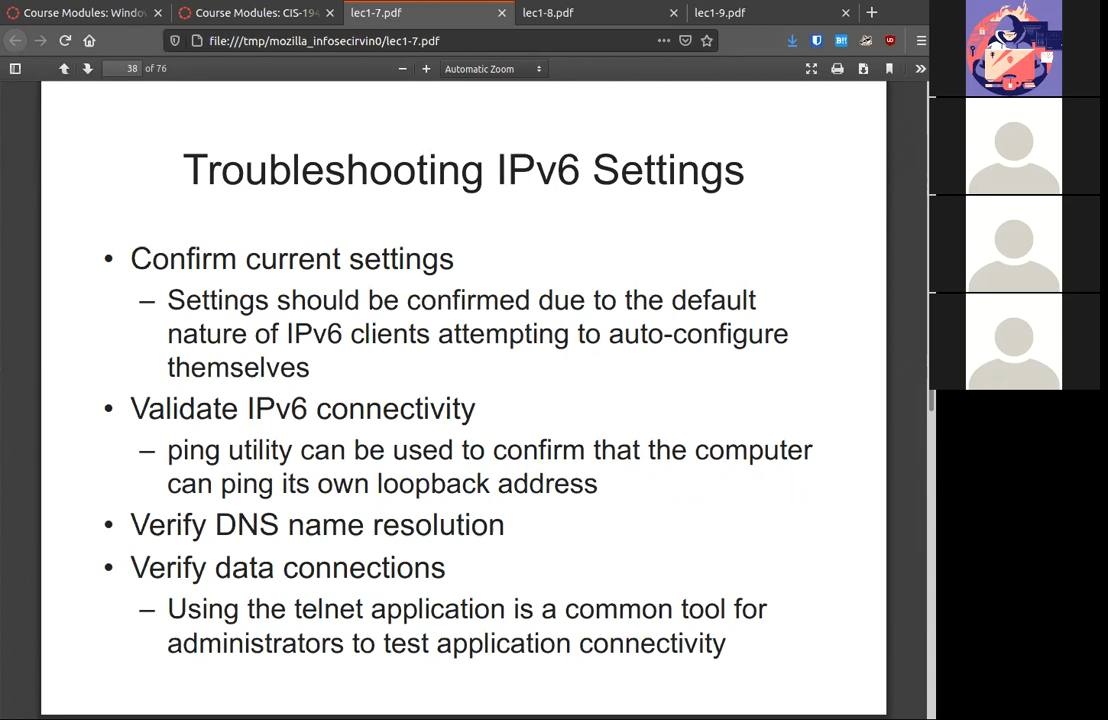 Course Modules: Windo
Course Modules: CIS-194
lec1-7.pdf
lec1-8.pdf
lec1-9.pdf
file:///tmp/mozilla_infosecirvin0/lec1-7.pdf
38 of 76
Automatic Zoom
Troubleshooting IPv6 Settings
• Confirm current settings
– Settings should be confirmed due to the default
nature of IPv6 clients attempting to auto-configure
themselves
• Validate IPv6 connectivity
– ping utility can be used to confirm that the computer
can ping its own loopback address
• Verify DNS name resolution
• Verify data connections
– Using the telnet application is a common tool for
administrators to test application connectivity